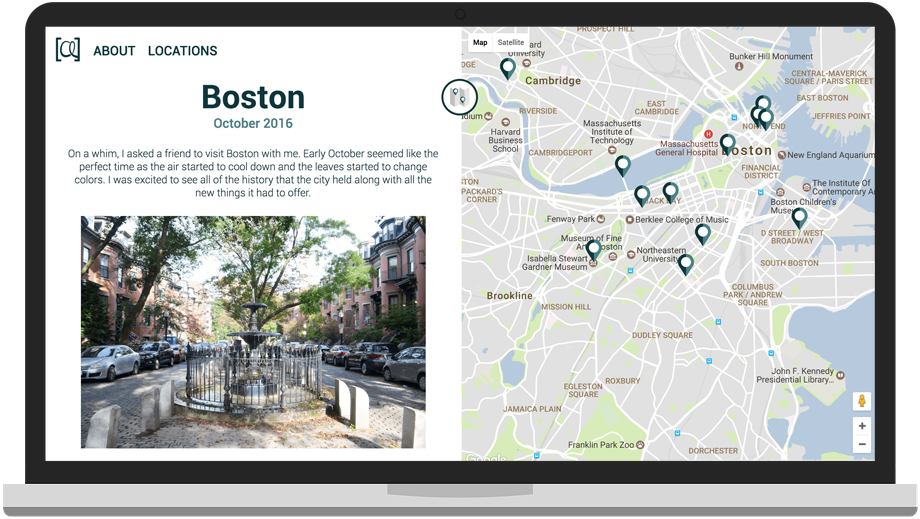 ABOUT LOCATIONS
Boston
October 2016
On a whim, I asked a friend to visit Boston with me. Early October seemed like the
perfect time as the air started to cool down and the leaves started to change
colors. I was excited to see all of the history that the city held along with all the
new things it had to offer.
Map Satellite
PROSPECT HILL
University
Bunker Hill Monument
Cambridge
CENTRAL-MAVERICK
SQUARE / PARIS STREET
EAST BOSTON
RIVERSIDE
EAST
CAMBRIDGE
JEFFRIES POINT
Massachusetts
Institute of
Technology
Harvard
Business
School
Massachusetts
General Hospital
Boston
CAMBRIDGEPORT
New England Aquarium
FINANCIAL
DISTRICT
PACKARD'S
CORNER
The Institute Of
Contemporary A
Boston Children's
Museum
Fenway Park
Berklee College of Music
D STREET / WEST
BROADWAY
Museum of Fine
Northeastern
University
Isabella Stewart
Gardner Museum
SOUTH BOSTON
Brookline
COLUMBUS
PARK / ANDREW
SQUARE
MISSION HILL
DUDLEY SQUARE
John F. Kennedy
Presidential Library...
ROXBURY
EGLESTON
SQUARE
JAMAICA PLAIN
Franklin Park Zoo
DORCHESTER
Google